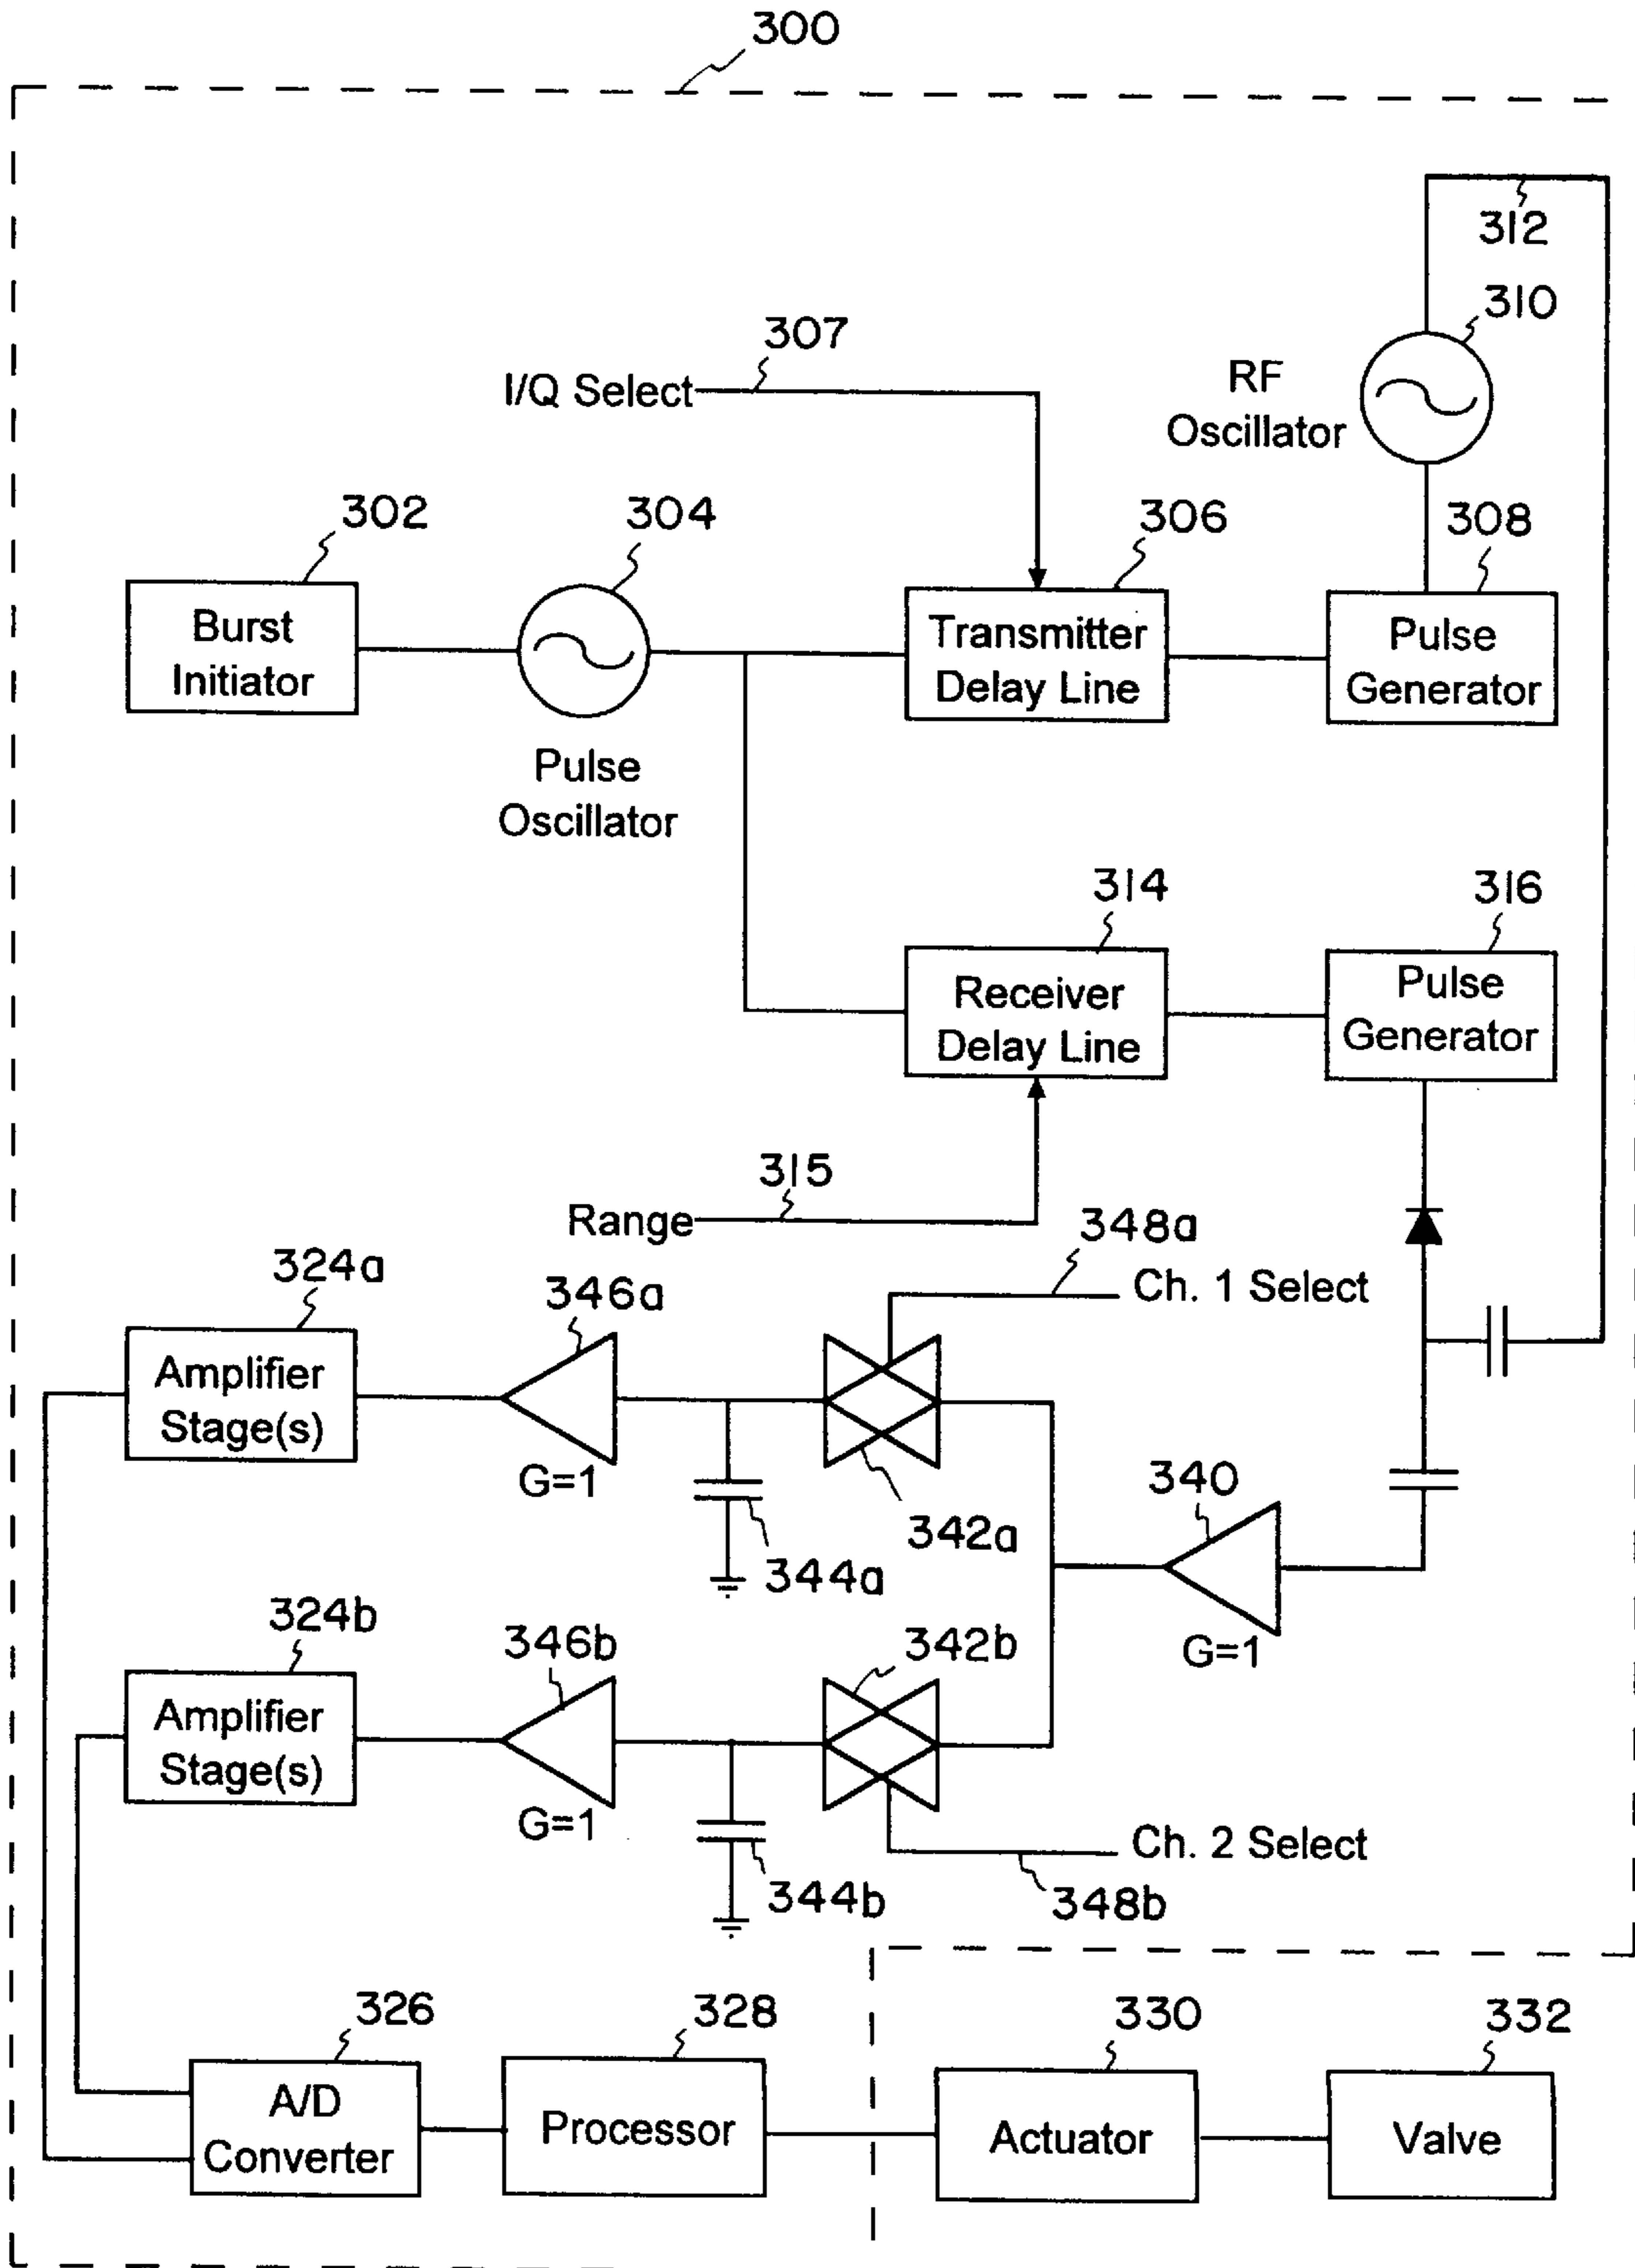 300
312
310
307
I/Q Select
RF
Oscillator
302
304
306
308
Burst
Initiator
Transmitter
Delay Line
Pulse
Generator
Pulse
Oscillator
314
316
Receiver
Delay Line
Pulse
Generator
315
Range
348a
Ch. 1 Select
324a
346a
Amplifier
Stage(s)
G=1
342a
344a
340
G=1
324b
346b
342b
Amplifier
Stage(s)
G=1
Ch. 2 Select
344b
348b
326
328
330
332
A/D
Converter
Processor
Actuator
Valve